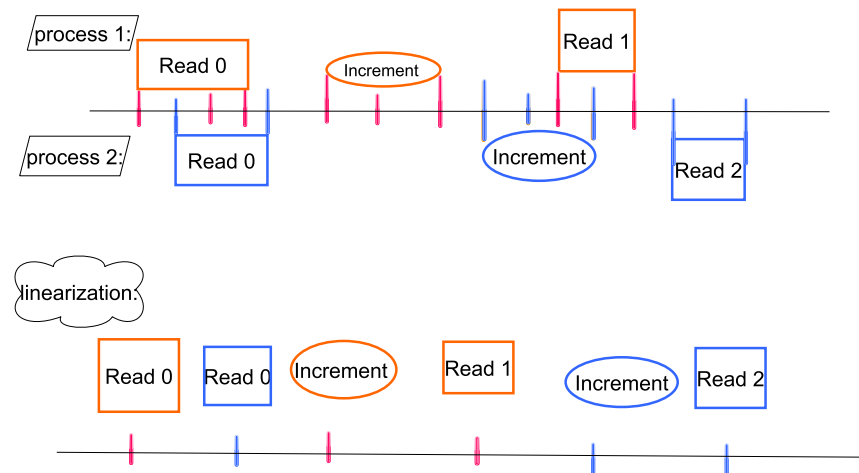 process 1:
Read 0
Increment
Read 1
process 2:
Read 0
Increment
Read 2
linearization:
Read 0
Read 0
Increment
Read 1
Increment
Read 2